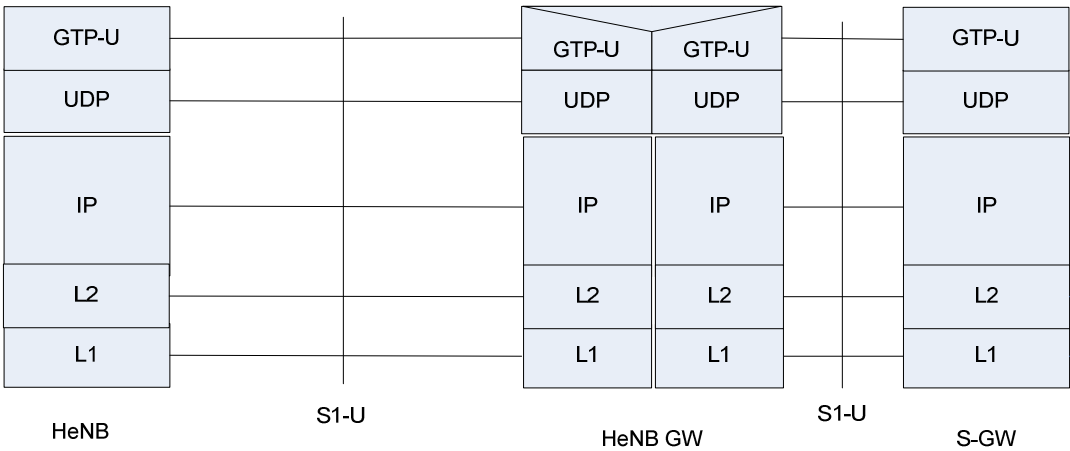 GTP-U GTP-U GTP-U GTP-U
UDP UDP UDP UDP
IP IP IP IP
L2 L2 L2 L2
L1 L1 L1 L1
HeNB S1-U HeNB GW S1-U S-GW